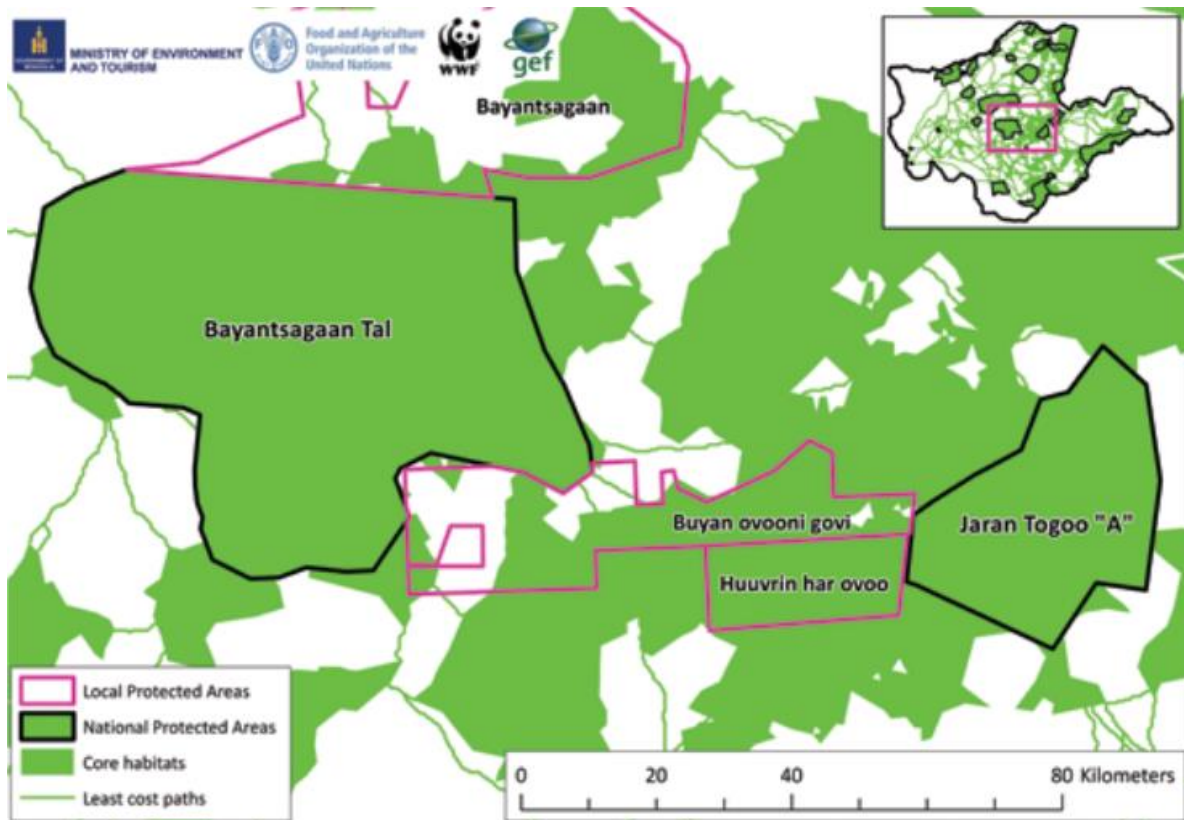 MINISTRY OF ENVIRONMENT
AND TOURISM
Food and Agriculture
Organization of the
United Nations
WWF
gef
Bayantsagaan
Bayantsagaan Tal
Buyan ovooni govi
Jaran Togoo "A"
Huuvrin har ovoo
Local Protected Areas
National Protected Areas
Core habitats
Least cost paths
0 20 40 80 Kilometers